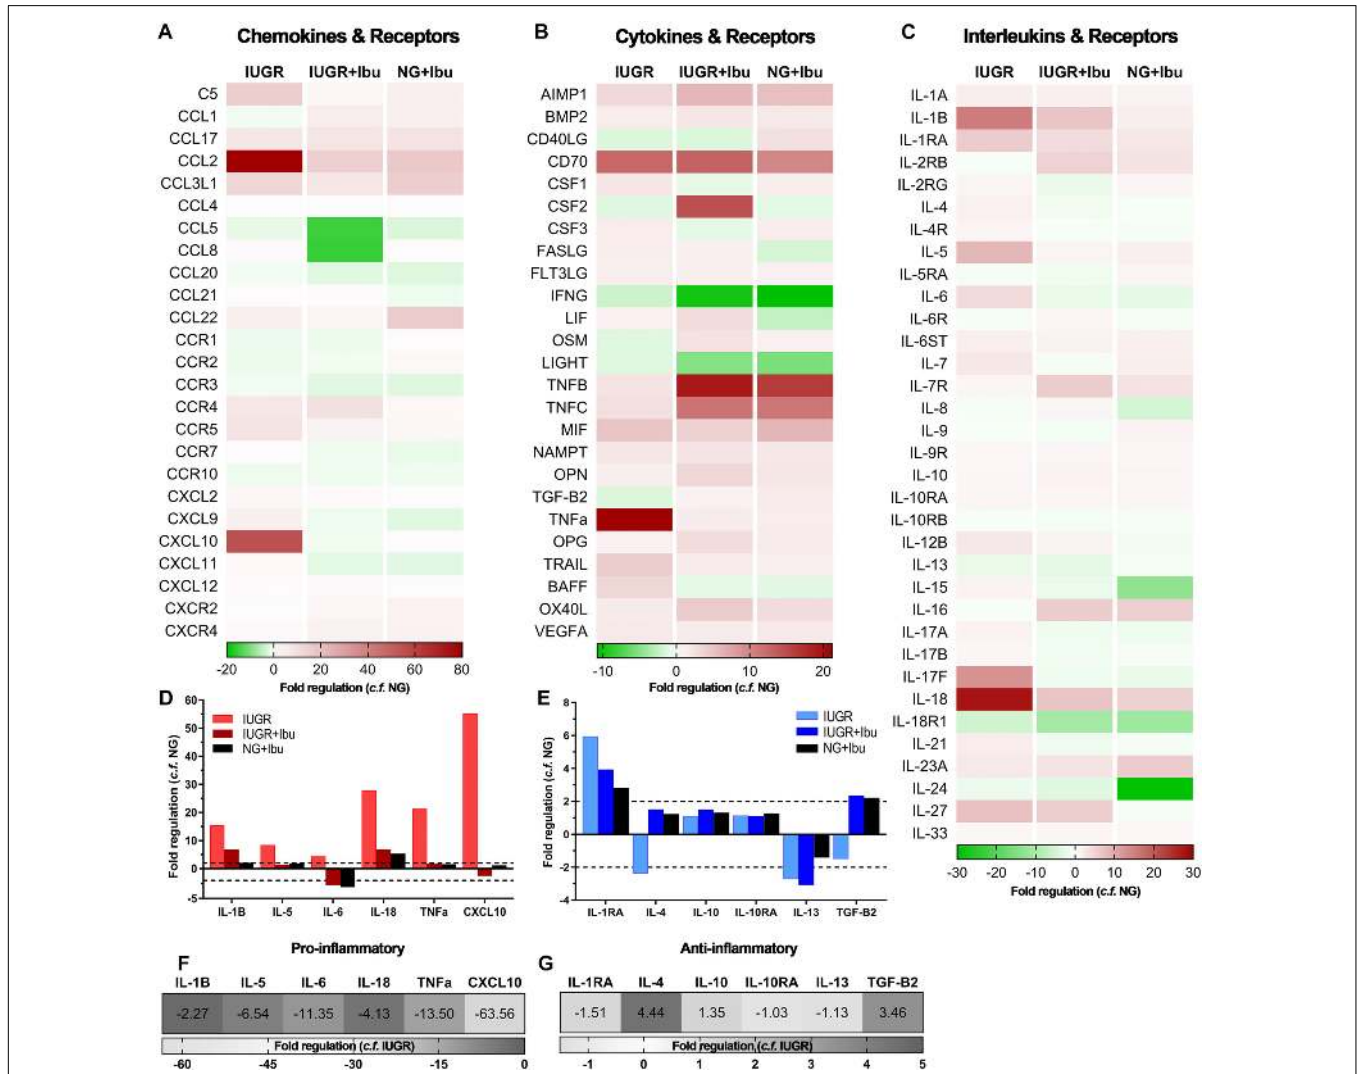 A Chemokines & Receptors
IUGR IUGR+Ibu NG+Ibu
C5
CCL1
CCL17
CCL2
CCL3L1
CCL4
CCL5
CCL8
CCL20
CCL21
CCL22
CCR1
CCR2
CCR3
CCR4
CCR5
CCR7
CCR10
CXCL2
CXCL9
CXCL10
CXCL11
CXCL12
CXCR2
CXCR4
-20 0 20 40 60 80
Fold regulation (c.f. NG)
B Cytokines & Receptors
IUGR IUGR+Ibu NG+Ibu
AIMP1
BMP2
CD40LG
CD70
CSF1
CSF2
CSF3
FASLG
FLT3LG
IFNG
LIF
OSM
LIGHT
TNFB
TNFC
MIF
NAMPT
OPN
TGF-B2
TNFa
OPG
TRAIL
BAFF
OX40L
VEGFA
-10 0 10 20
Fold regulation (c.f. NG)
C Interleukins & Receptors
IUGR IUGR+Ibu NG+Ibu
IL-1A
IL-1B
IL-1RA
IL-2RB
IL-2RG
IL-4
IL-4R
IL-5
IL-5RA
IL-6
IL-6R
IL-6ST
IL-7
IL-7R
IL-8
IL-9
IL-9R
IL-10
IL-10RA
IL-10RB
IL-12B
IL-13
IL-15
IL-16
IL-17A
IL-17B
IL-17F
IL-18
IL-18R1
IL-21
IL-23A
IL-24
IL-27
IL-33
-30 -20 -10 0 10 20 30
Fold regulation (c.f. NG)
D
Fold regulation (c.f. NG)
60
50
40
30
20
10
0
-5
IUGR
IUGR+Ibu
NG+Ibu
IL-1B IL-5 IL-6 IL-18 TNFa CXCL10
Pro-inflammatory
E
Fold regulation (c.f. NG)
8
6
4
2
0
-2
-4
IUGR
IUGR+Ibu
NG+Ibu
IL-1RA IL-4 IL-10 IL-10RA IL-13 TGF-B2
Anti-inflammatory
F
IL-1B IL-5 IL-6 IL-18 TNFa CXCL10
-2.27 -6.54 -11.35 -4.13 -13.50 -63.56
Fold regulation (c.f. IUGR)
-60 -45 -30 -15 0
G
IL-1RA IL-4 IL-10 IL-10RA IL-13 TGF-B2
-1.51 4.44 1.35 -1.03 -1.13 3.46
Fold regulation (c.f. IUGR)
-1 0 1 2 3 4 5